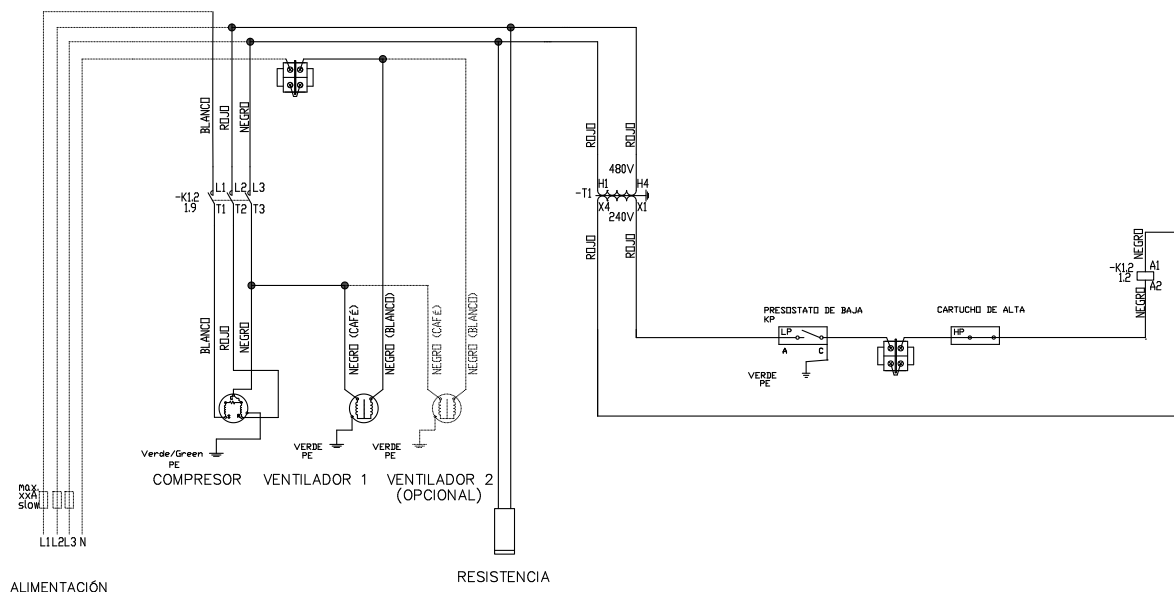 BLANCO
ROJO
NEGRO
L1 L2 L3
-K1.2
1.9
T1 T2 T3
BLANCO
ROJO
NEGRO
NEGRO (CAFÉ)
NEGRO (BLANCO)
NEGRO (CAFÉ)
NEGRO (BLANCO)
Verde/Green
PE
VERDE
PE
VERDE
PE
COMPRESOR
VENTILADOR 1
VENTILADOR 2
(OPCIONAL)
max.
xxA
slow
L1 L2 L3 N
ALIMENTACIÓN
RESISTENCIA
ROJO
ROJO
480V
H1 H4
-T1
X4 X1
240V
ROJO
ROJO
PRESOSTATO DE BAJA
KP
LP
A C
VERDE
PE
CARTUCHO DE ALTA
HP
NEGRO
-K1.2
1.2
A1
A2
NEGRO